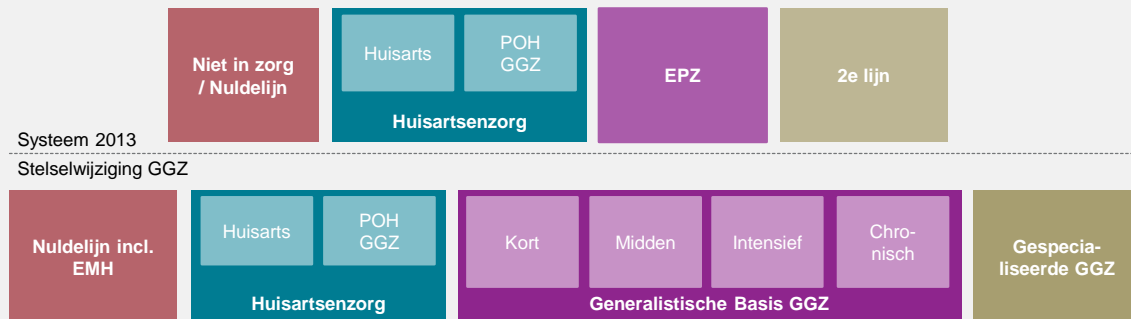 Niet in zorg
/ Nuldelijn
Huisarts
POH
GGZ
Huisartsenzorg
EPZ
2e lijn
Systeem 2013
Stelselwijziging GGZ
Nuldelijn incl.
EMH
Huisarts
POH
GGZ
Huisartsenzorg
Kort
Midden
Intensief
Chro-
nisch
Generalistische Basis GGZ
Gespecia-
liseerde GGZ